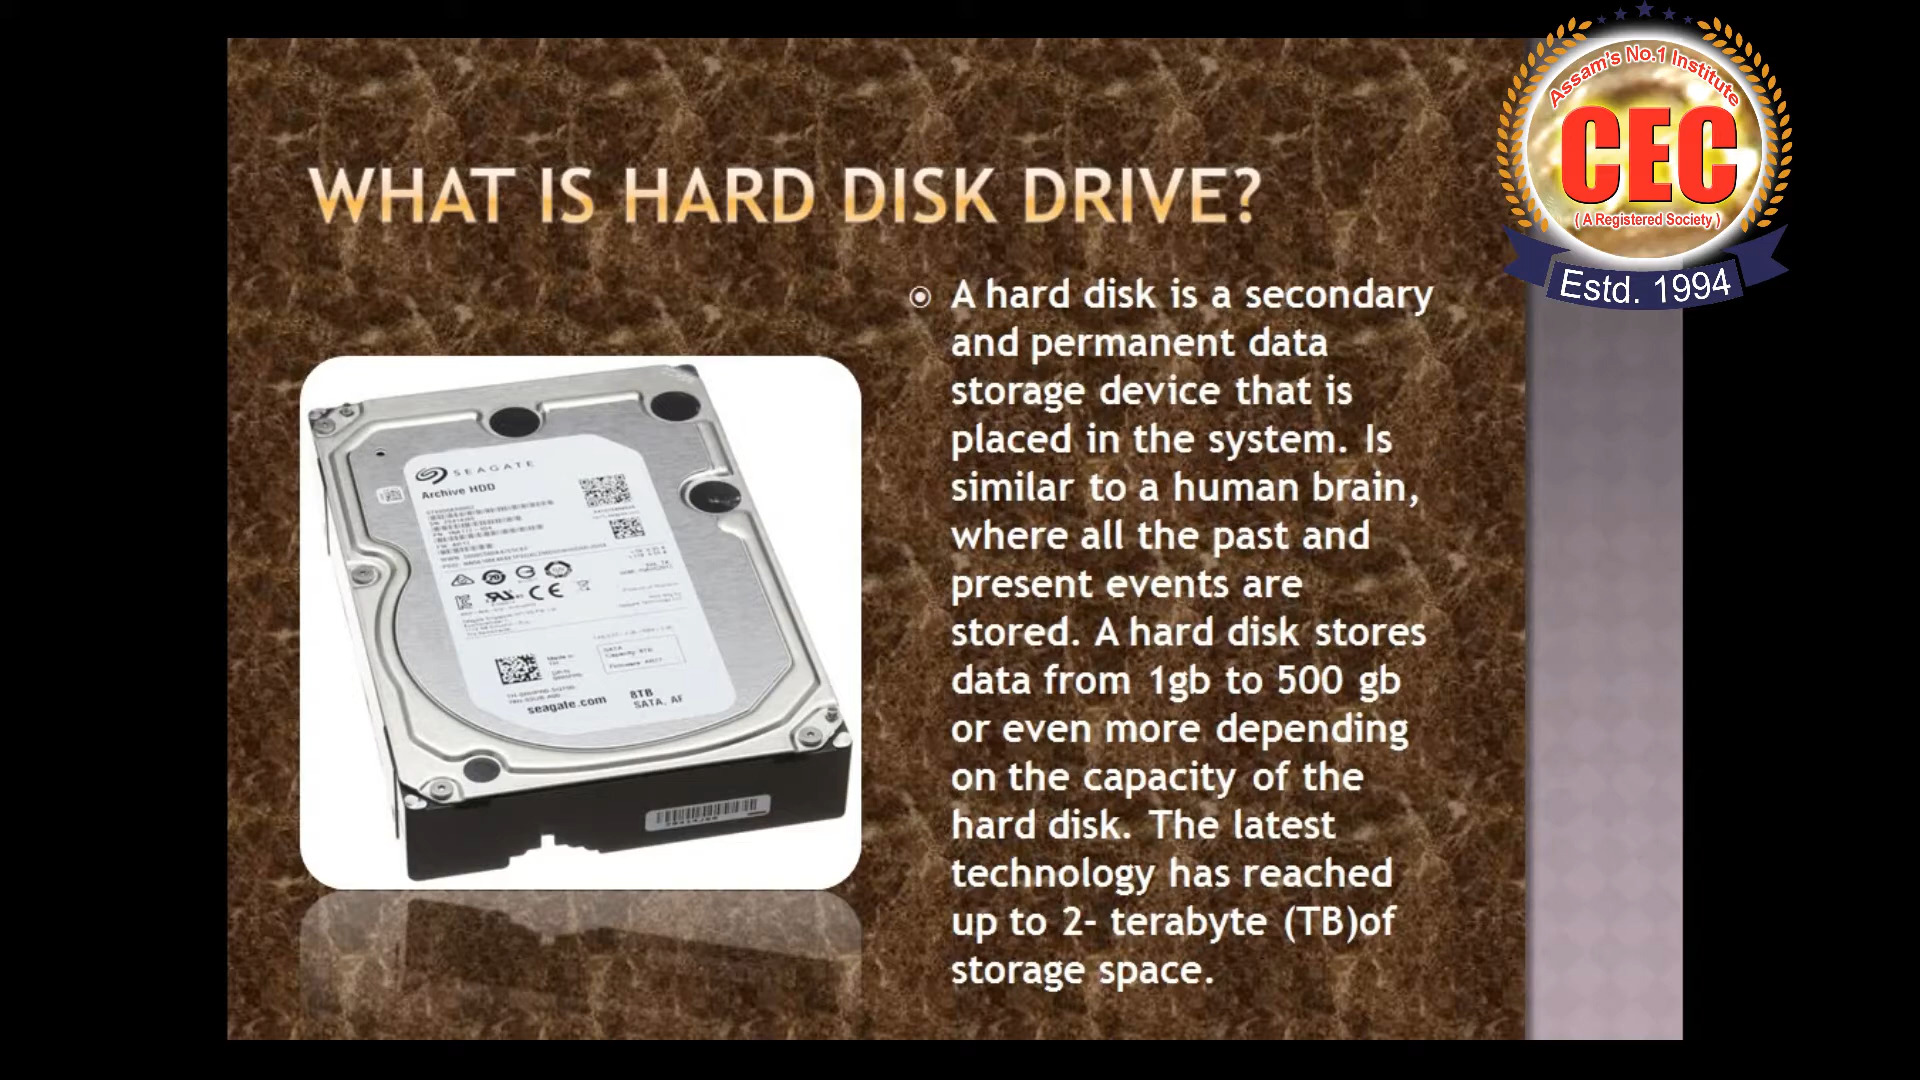 Assam's No.1 Institute
CEC
( A Registered Society )
Estd. 1994
WHAT IS HARD DISK DRIVE?
A hard disk is a secondary
and permanent data
storage device that is
placed in the system. Is
similar to a human brain,
where all the past and
present events are
stored. A hard disk stores
data from 1gb to 500 gb
or even more depending
on the capacity of the
hard disk. The latest
technology has reached
up to 2- terabyte (TB)of
storage space.
SEAGATE
Archive HDD
CE
seagate.com
8TB
SATA, AF